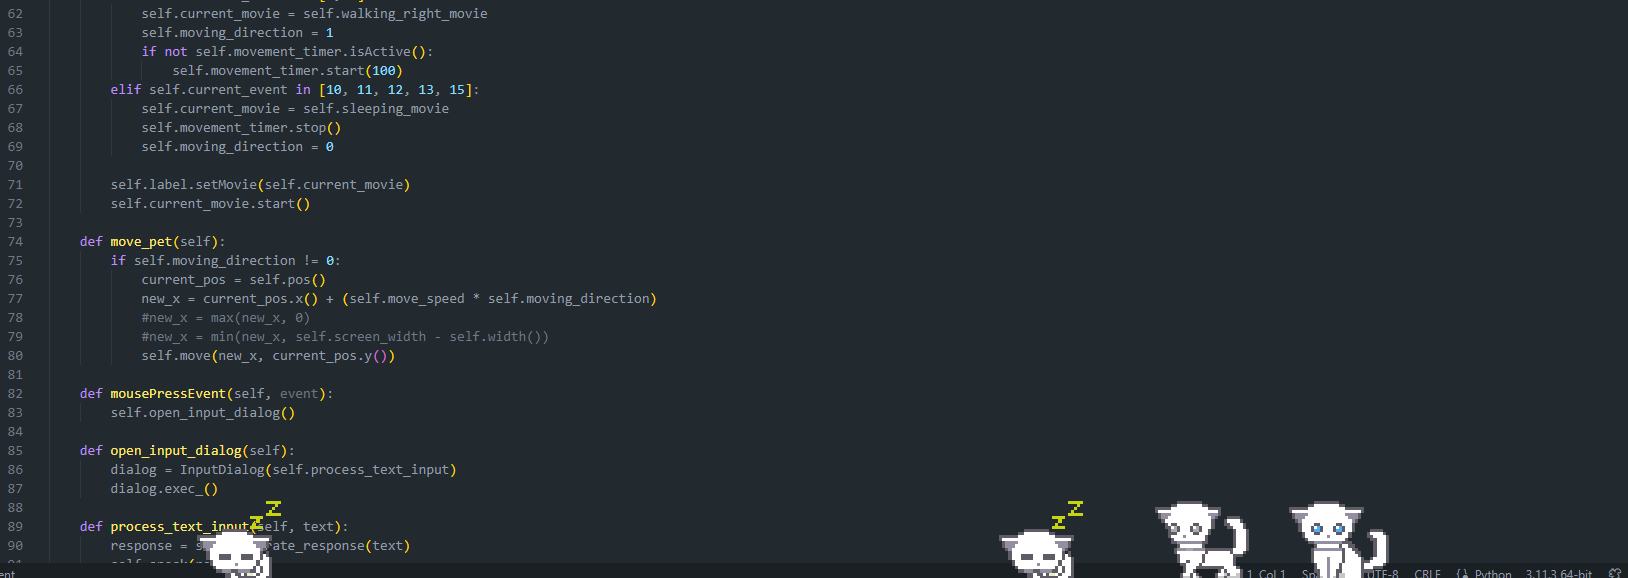 62 self.current_movie = self.walking_right_movie
63 self.moving_direction = 1
64 if not self.movement_timer.isActive():
65 self.movement_timer.start(100)
66 elif self.current_event in [10, 11, 12, 13, 15]:
67 self.current_movie = self.sleeping_movie
68 self.movement_timer.stop()
69 self.moving_direction = 0
70
71 self.label.setMovie(self.current_movie)
72 self.current_movie.start()
73
74 def move_pet(self):
75 if self.moving_direction != 0:
76 current_pos = self.pos()
77 new_x = current_pos.x() + (self.move_speed * self.moving_direction)
78 #new_x = max(new_x, 0)
79 #new_x = min(new_x, self.screen_width - self.width())
80 self.move(new_x, current_pos.y())
81
82 def mousePressEvent(self, event):
83 self.open_input_dialog()
84
85 def open_input_dialog(self):
86 dialog = InputDialog(self.process_text_input)
87 dialog.exec_()
88
Z Z
Z Z
89 def process_text_input(self, text):
90 response = s rate_response(text)
1, Col 1 UTF-8 CRLF {} Python 3.11.3 64-bit